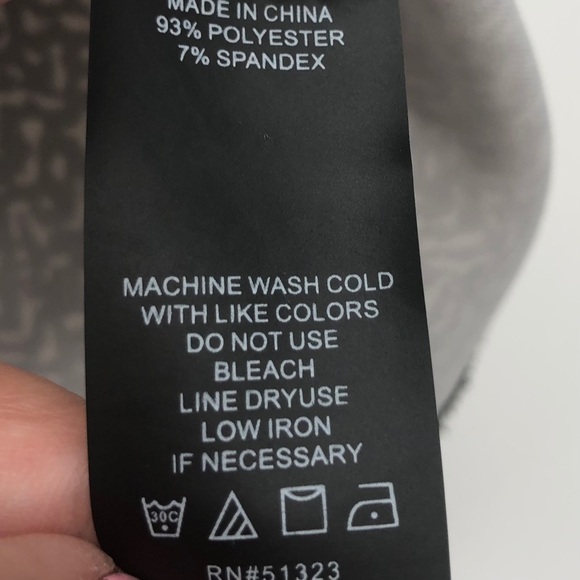 MADE IN CHINA
93% POLYESTER
7% SPANDEX
MACHINE WASH COLD
WITH LIKE COLORS
DO NOT USE
BLEACH
LINE DRYUSE
LOW IRON
IF NECESSARY
30C
RN#51323